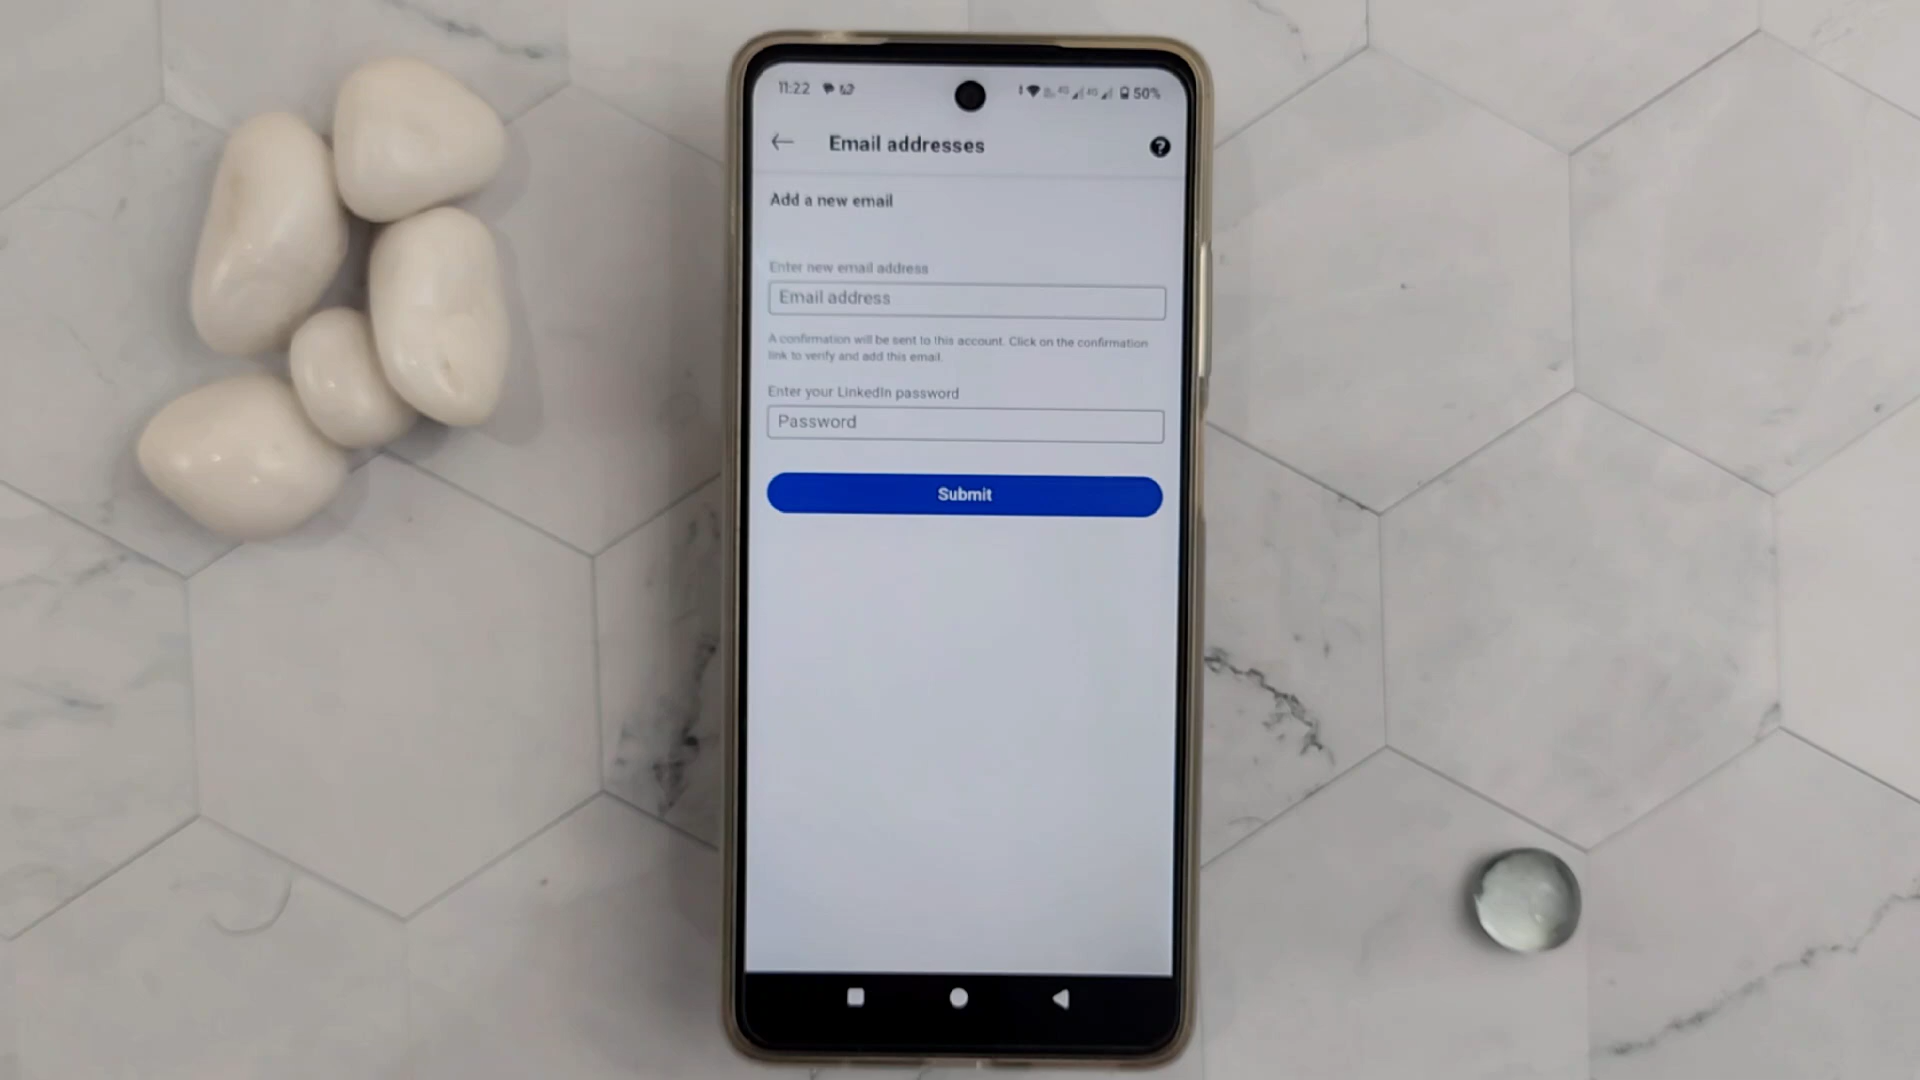 11:22
50%
Email addresses
Add a new email
Enter new email address
Email address
A confirmation will be sent to this account. Click on the confirmation
link to verify and add this email.
Enter your LinkedIn password
Password
Submit